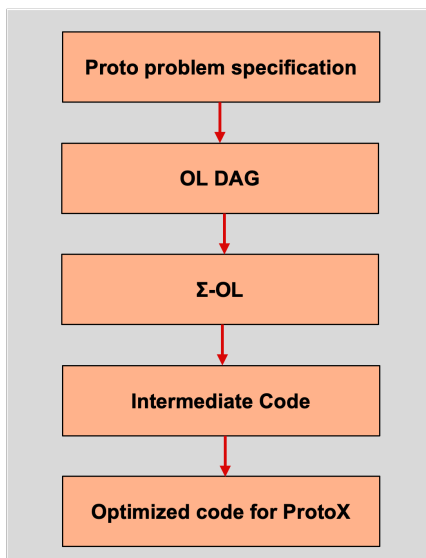 Proto problem specification
OL DAG
Σ-OL
Intermediate Code
Optimized code for ProtoX